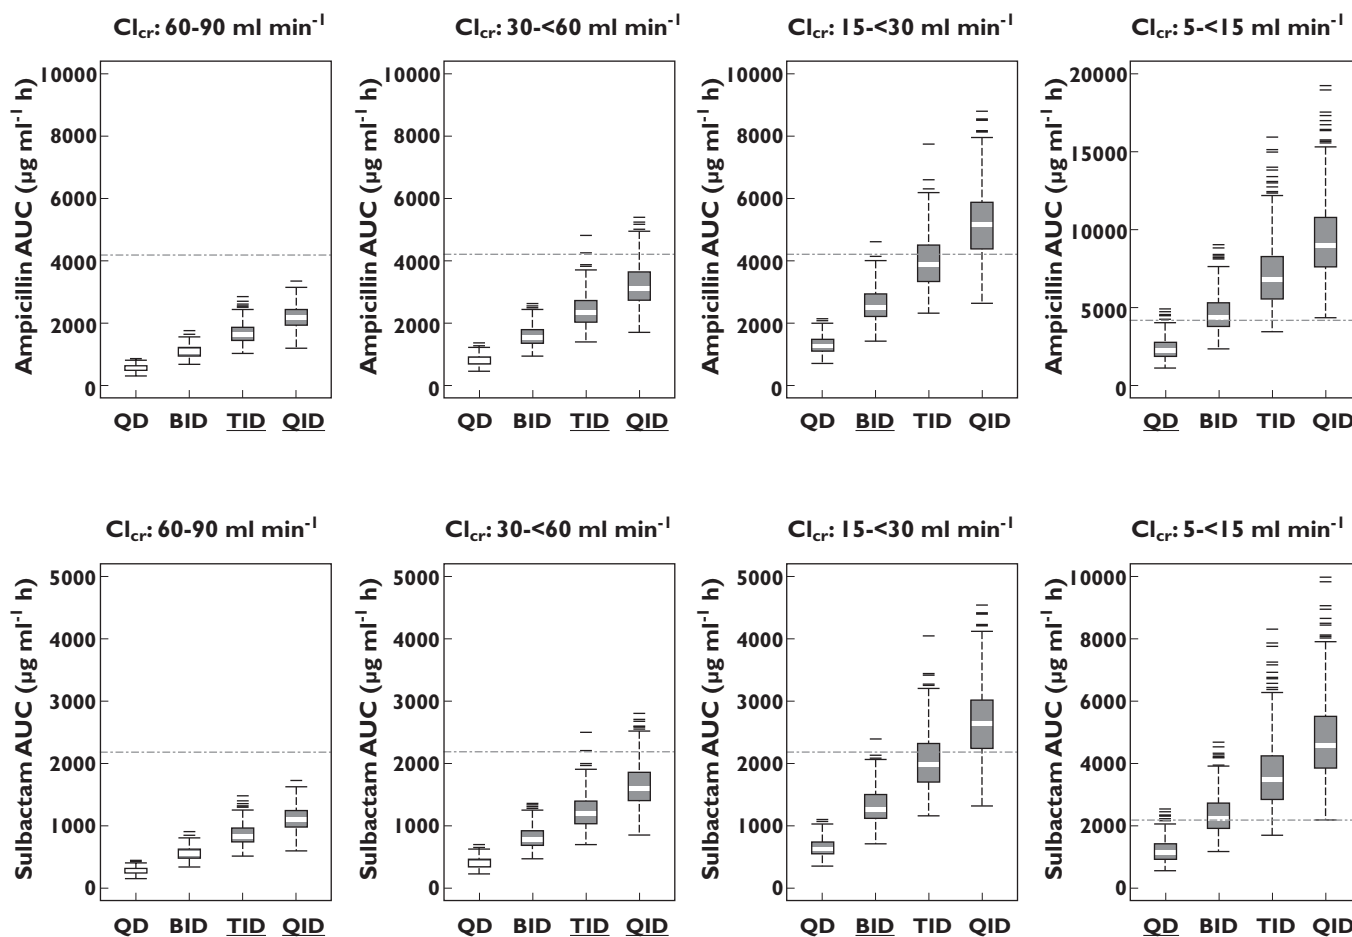 Cl_cr: 60-90 ml min⁻¹
Cl_cr: 30-<60 ml min⁻¹
Cl_cr: 15-<30 ml min⁻¹
Cl_cr: 5-<15 ml min⁻¹
Ampicillin AUC (µg ml⁻¹ h)
10000
8000
6000
4000
2000
0
QD BID TID QID
Ampicillin AUC (µg ml⁻¹ h)
10000
8000
6000
4000
2000
0
QD BID TID QID
Ampicillin AUC (µg ml⁻¹ h)
10000
8000
6000
4000
2000
0
QD BID TID QID
Ampicillin AUC (µg ml⁻¹ h)
20000
15000
10000
5000
0
QD BID TID QID
Cl_cr: 60-90 ml min⁻¹
Cl_cr: 30-<60 ml min⁻¹
Cl_cr: 15-<30 ml min⁻¹
Cl_cr: 5-<15 ml min⁻¹
Sulbactam AUC (µg ml⁻¹ h)
5000
4000
3000
2000
1000
0
QD BID TID QID
Sulbactam AUC (µg ml⁻¹ h)
5000
4000
3000
2000
1000
0
QD BID TID QID
Sulbactam AUC (µg ml⁻¹ h)
5000
4000
3000
2000
1000
0
QD BID TID QID
Sulbactam AUC (µg ml⁻¹ h)
10000
8000
6000
4000
2000
0
QD BID TID QID